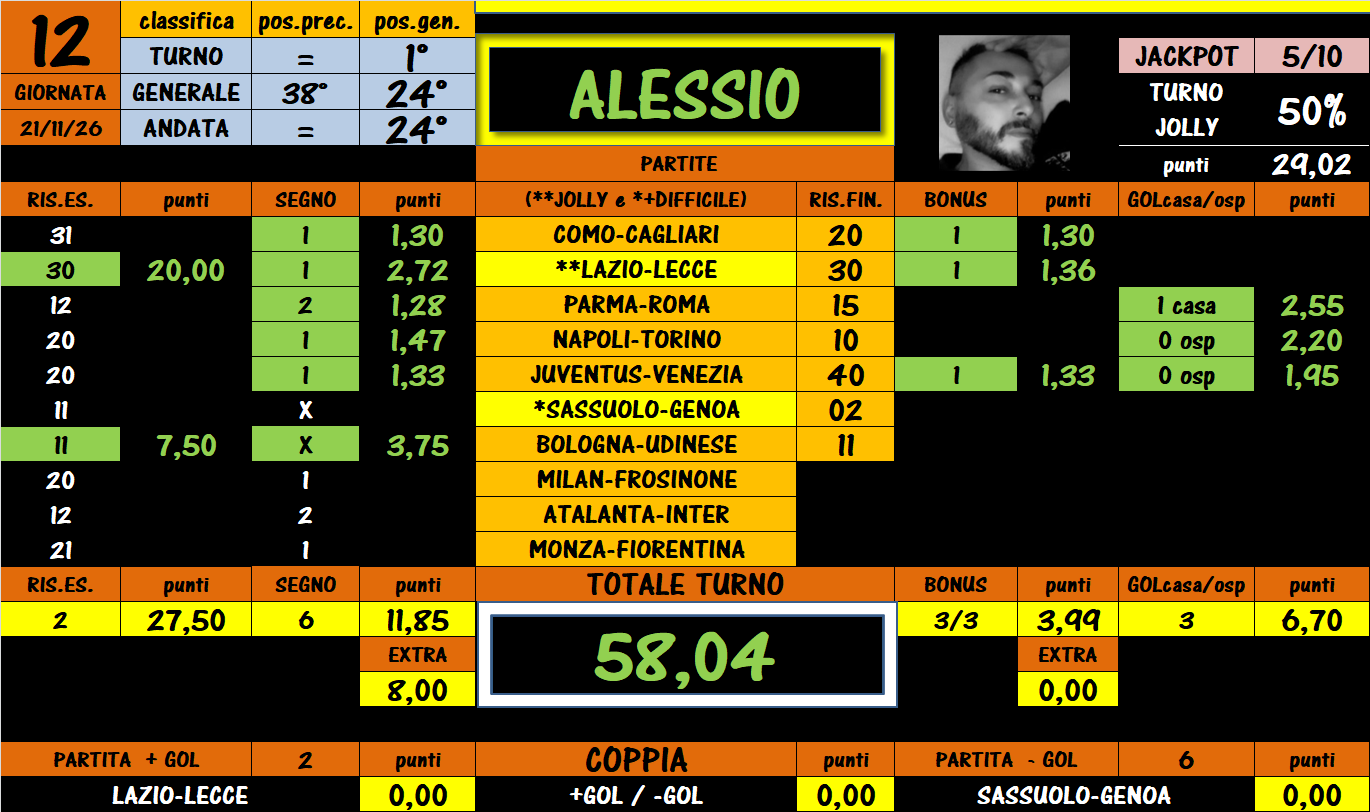 12 classifica pos.prec. pos.gen.
TURNO = 1°
GIORNATA GENERALE 38° 24°
21/11/26 ANDATA = 24°
ALESSIO
JACKPOT 5/10
TURNO JOLLY 50%
punti 29,02
PARTITE
RIS.ES. punti SEGNO punti (**JOLLY e *+DIFFICILE) RIS.FIN. BONUS punti GOLcasa/osp punti
31 1 1,30 COMO-CAGLIARI 20 1 1,30
30 20,00 1 2,72 **LAZIO-LECCE 30 1 1,36
12 2 1,28 PARMA-ROMA 15 1 casa 2,55
20 1 1,47 NAPOLI-TORINO 10 0 osp 2,20
20 1 1,33 JUVENTUS-VENEZIA 40 1 1,33 0 osp 1,95
11 X *SASSUOLO-GENOA 02
11 7,50 X 3,75 BOLOGNA-UDINESE 11
20 1 MILAN-FROSINONE
12 2 ATALANTA-INTER
21 1 MONZA-FIORENTINA
RIS.ES. punti SEGNO punti TOTALE TURNO BONUS punti GOLcasa/osp punti
2 27,50 6 11,85 58,04 3/3 3,99 3 6,70
EXTRA EXTRA
8,00 0,00
PARTITA + GOL 2 punti COPPIA punti PARTITA - GOL 6 punti
LAZIO-LECCE 0,00 +GOL / -GOL 0,00 SASSUOLO-GENOA 0,00